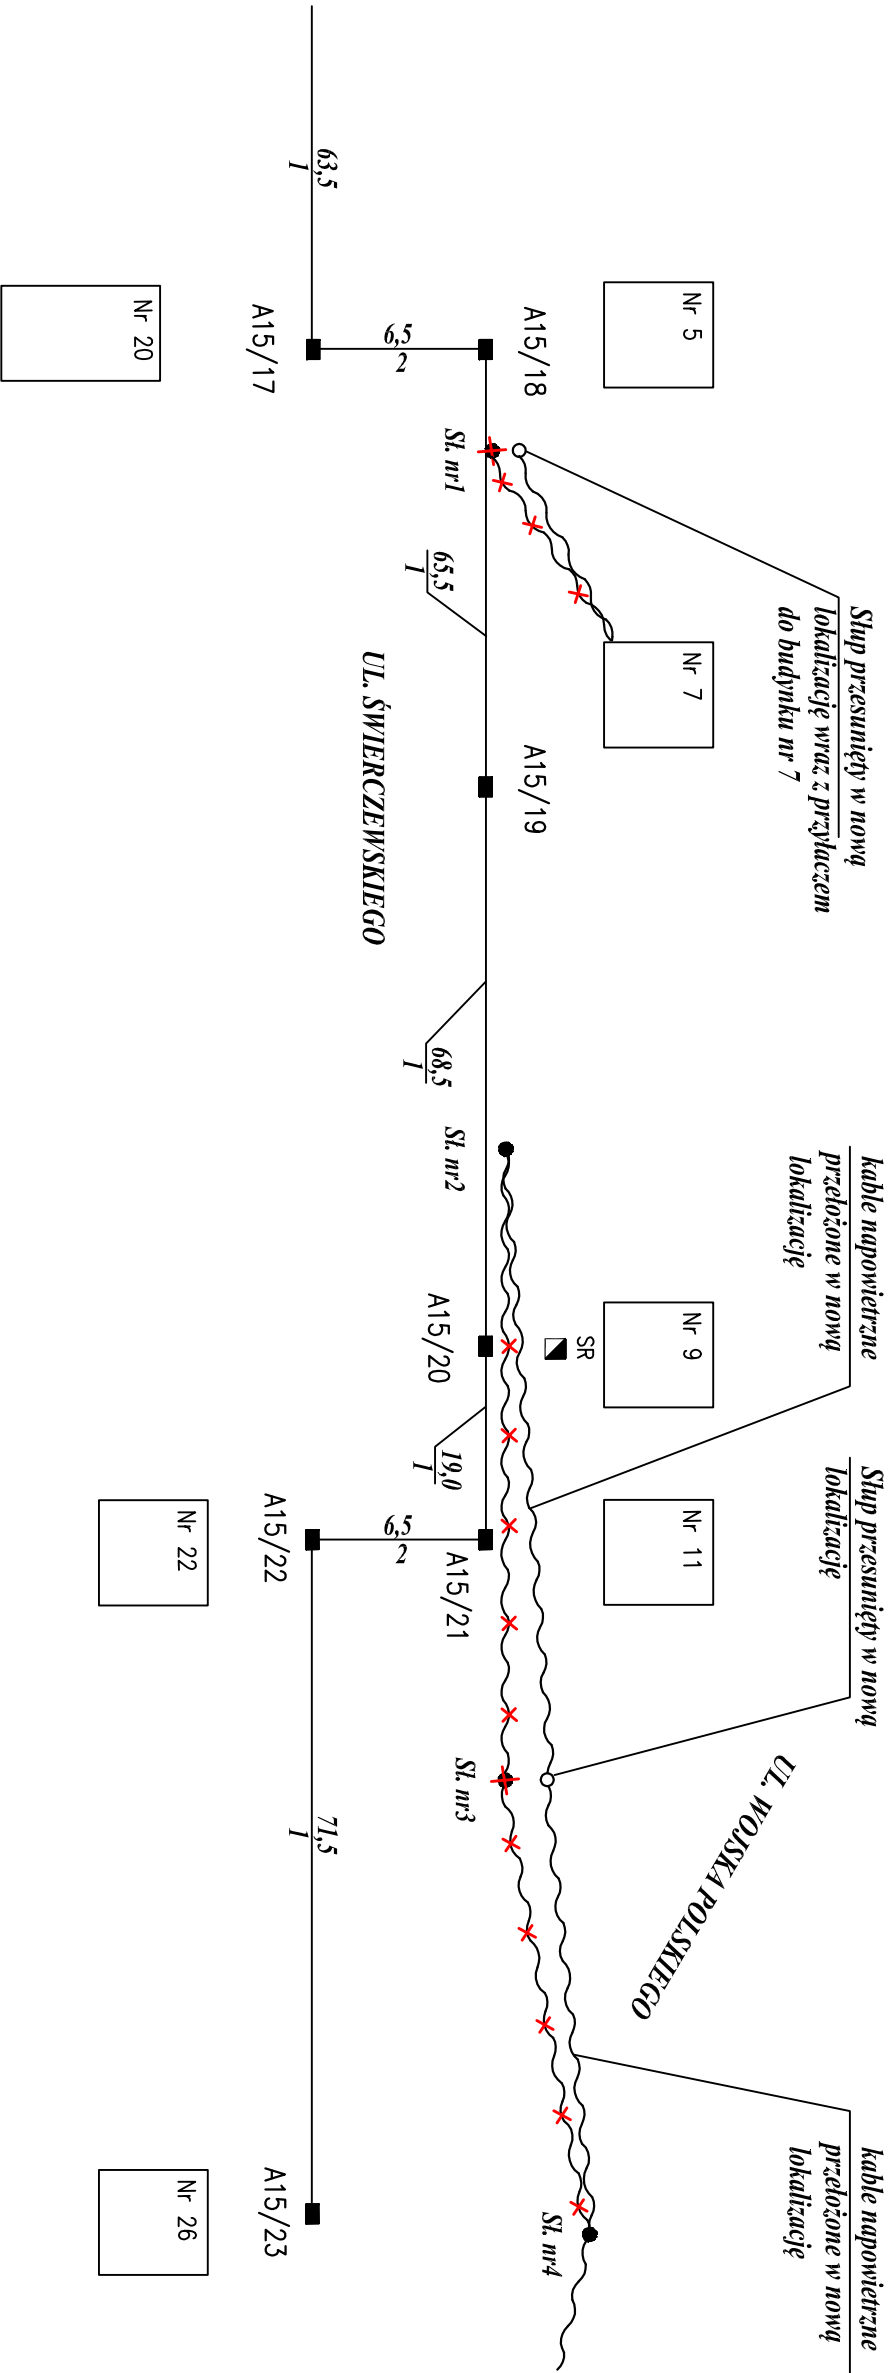 Słup przesunięty w nową
lokalizację wraz z przyłaczem
do budynku nr 7
kable napowietrzne
przełożone w nową
lokalizację
Słup przesunięty w nową
lokalizację
kable napowietrzne
przełożone w nową
lokalizację
Nr 5
Nr 7
Nr 9
Nr 11
SR
UL. WOJSKA POLSKIEGO
A15/18
A15/19
Sł. nr1
Sł. nr2
A15/20
A15/21
Sł. nr3
Sł. nr4
65,5
1
68,5
1
19,0
1
6,5
2
6,5
2
UL. ŚWIERCZEWSKIEGO
63,5
1
71,5
1
A15/17
A15/22
A15/23
Nr 20
Nr 22
Nr 26